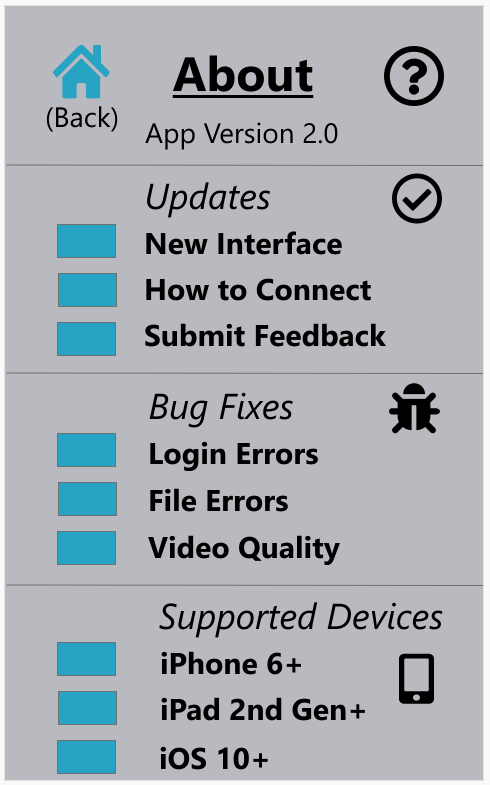 About
(Back)
App Version 2.0
Updates
New Interface
How to Connect
Submit Feedback
Bug Fixes
Login Errors
File Errors
Video Quality
Supported Devices
iPhone 6+
iPad 2nd Gen+
iOS 10+